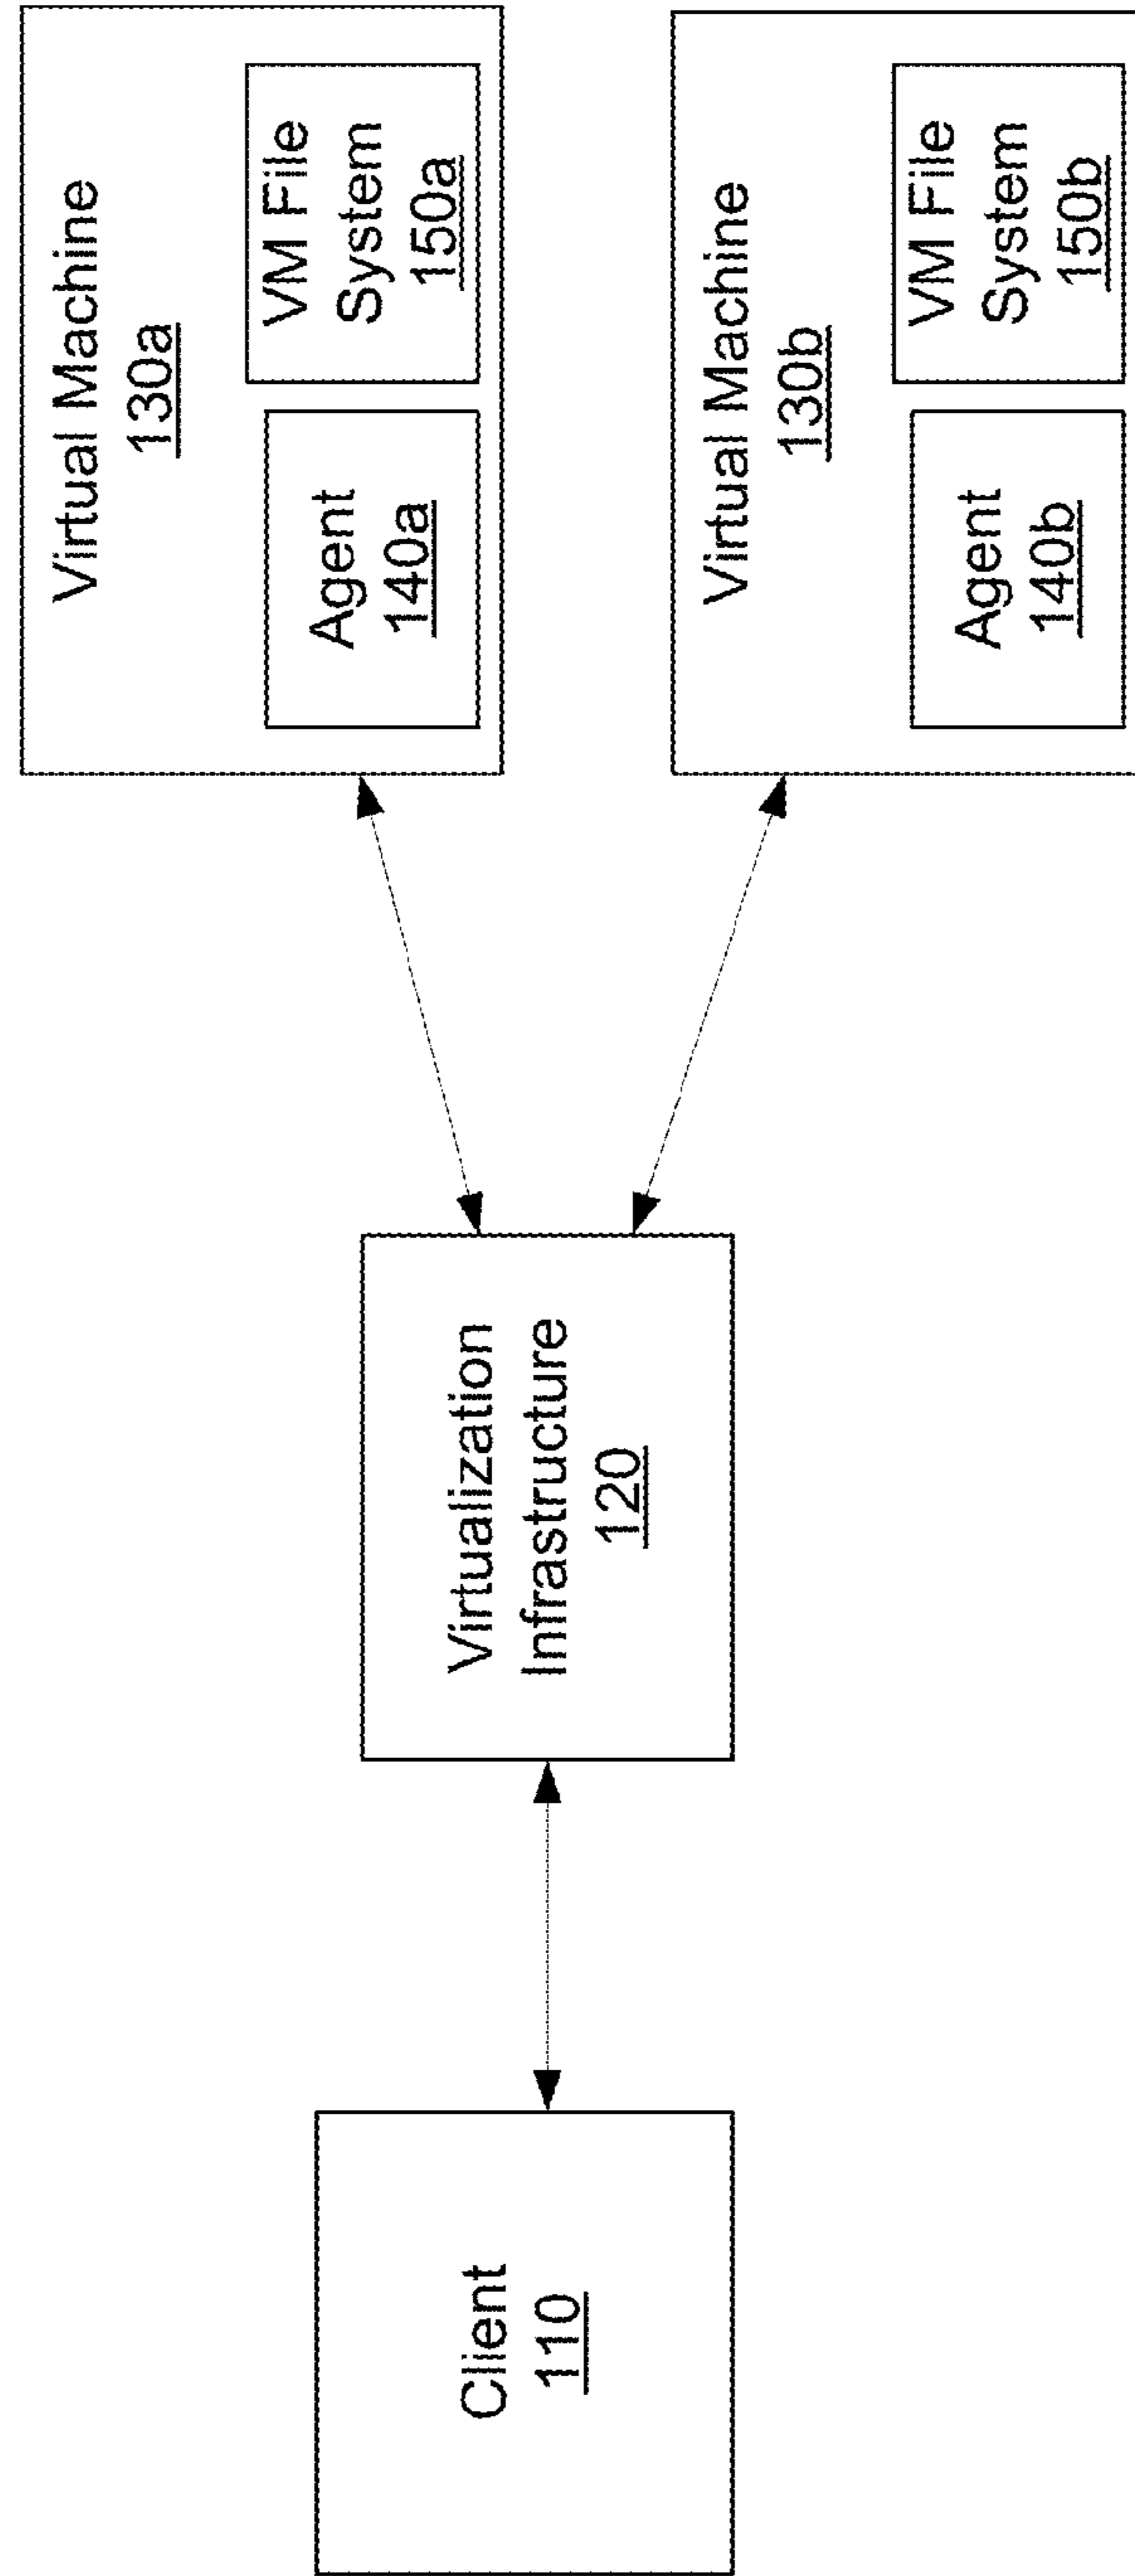 Client
110
Virtualization
Infrastructure
120
Virtual Machine
130a
Agent
140a
VM File
System
150a
Virtual Machine
130b
Agent
140b
VM File
System
150b